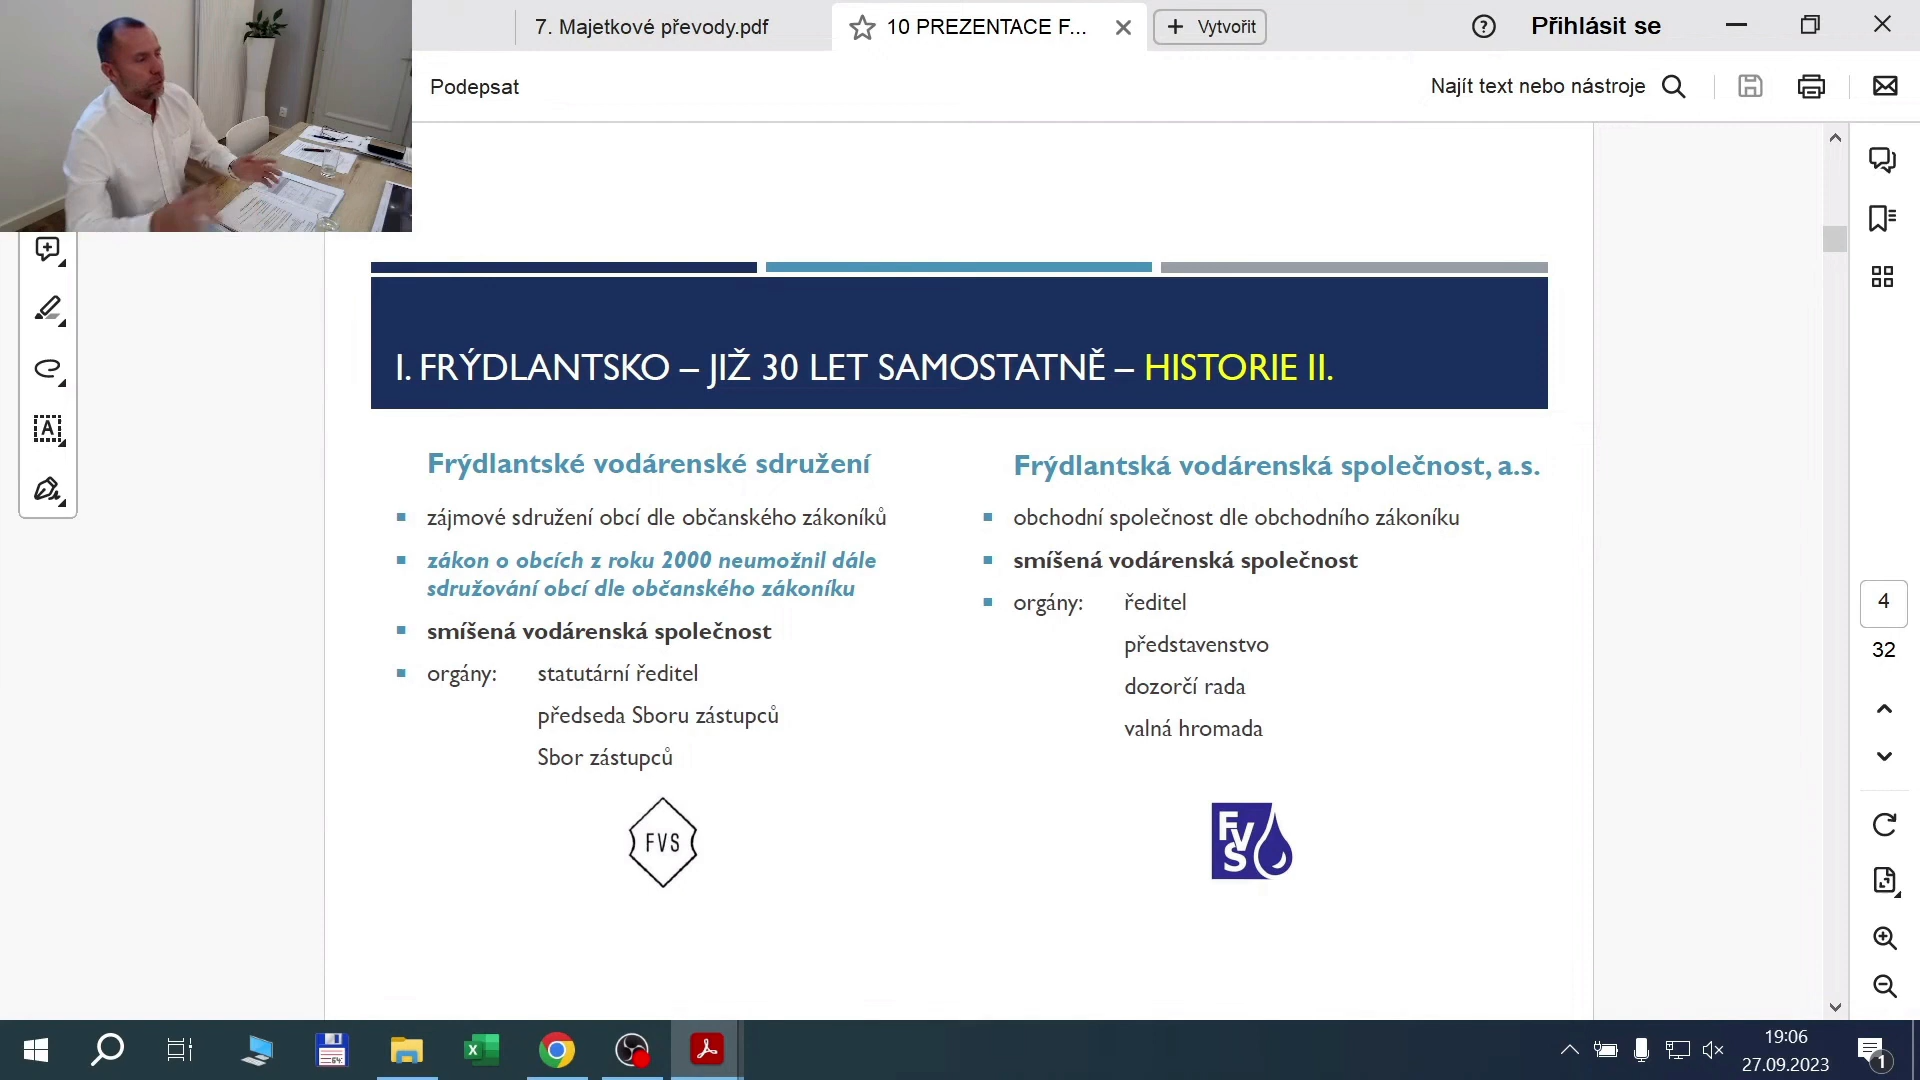 7. Majetkové převody.pdf
10 PREZENTACE F...
Vytvořit
Přihlásit se
Podepsat
Najít text nebo nástroje
I. FRÝDLANTSKO – JIŽ 30 LET SAMOSTATNĚ – HISTORIE II.
Frýdlantské vodárenské sdružení
zájmové sdružení obcí dle občanského zákoníků
zákon o obcích z roku 2000 neumožnil dále
sdružování obcí dle občanského zákoníku
smíšená vodárenská společnost
orgány: statutární ředitel
předseda Sboru zástupců
Sbor zástupců
FVS
Frýdlantská vodárenská společnost, a.s.
obchodní společnost dle obchodního zákoníku
smíšená vodárenská společnost
orgány: ředitel
představenstvo
dozorčí rada
valná hromada
FVS
4
32
19:06
27.09.2023
1